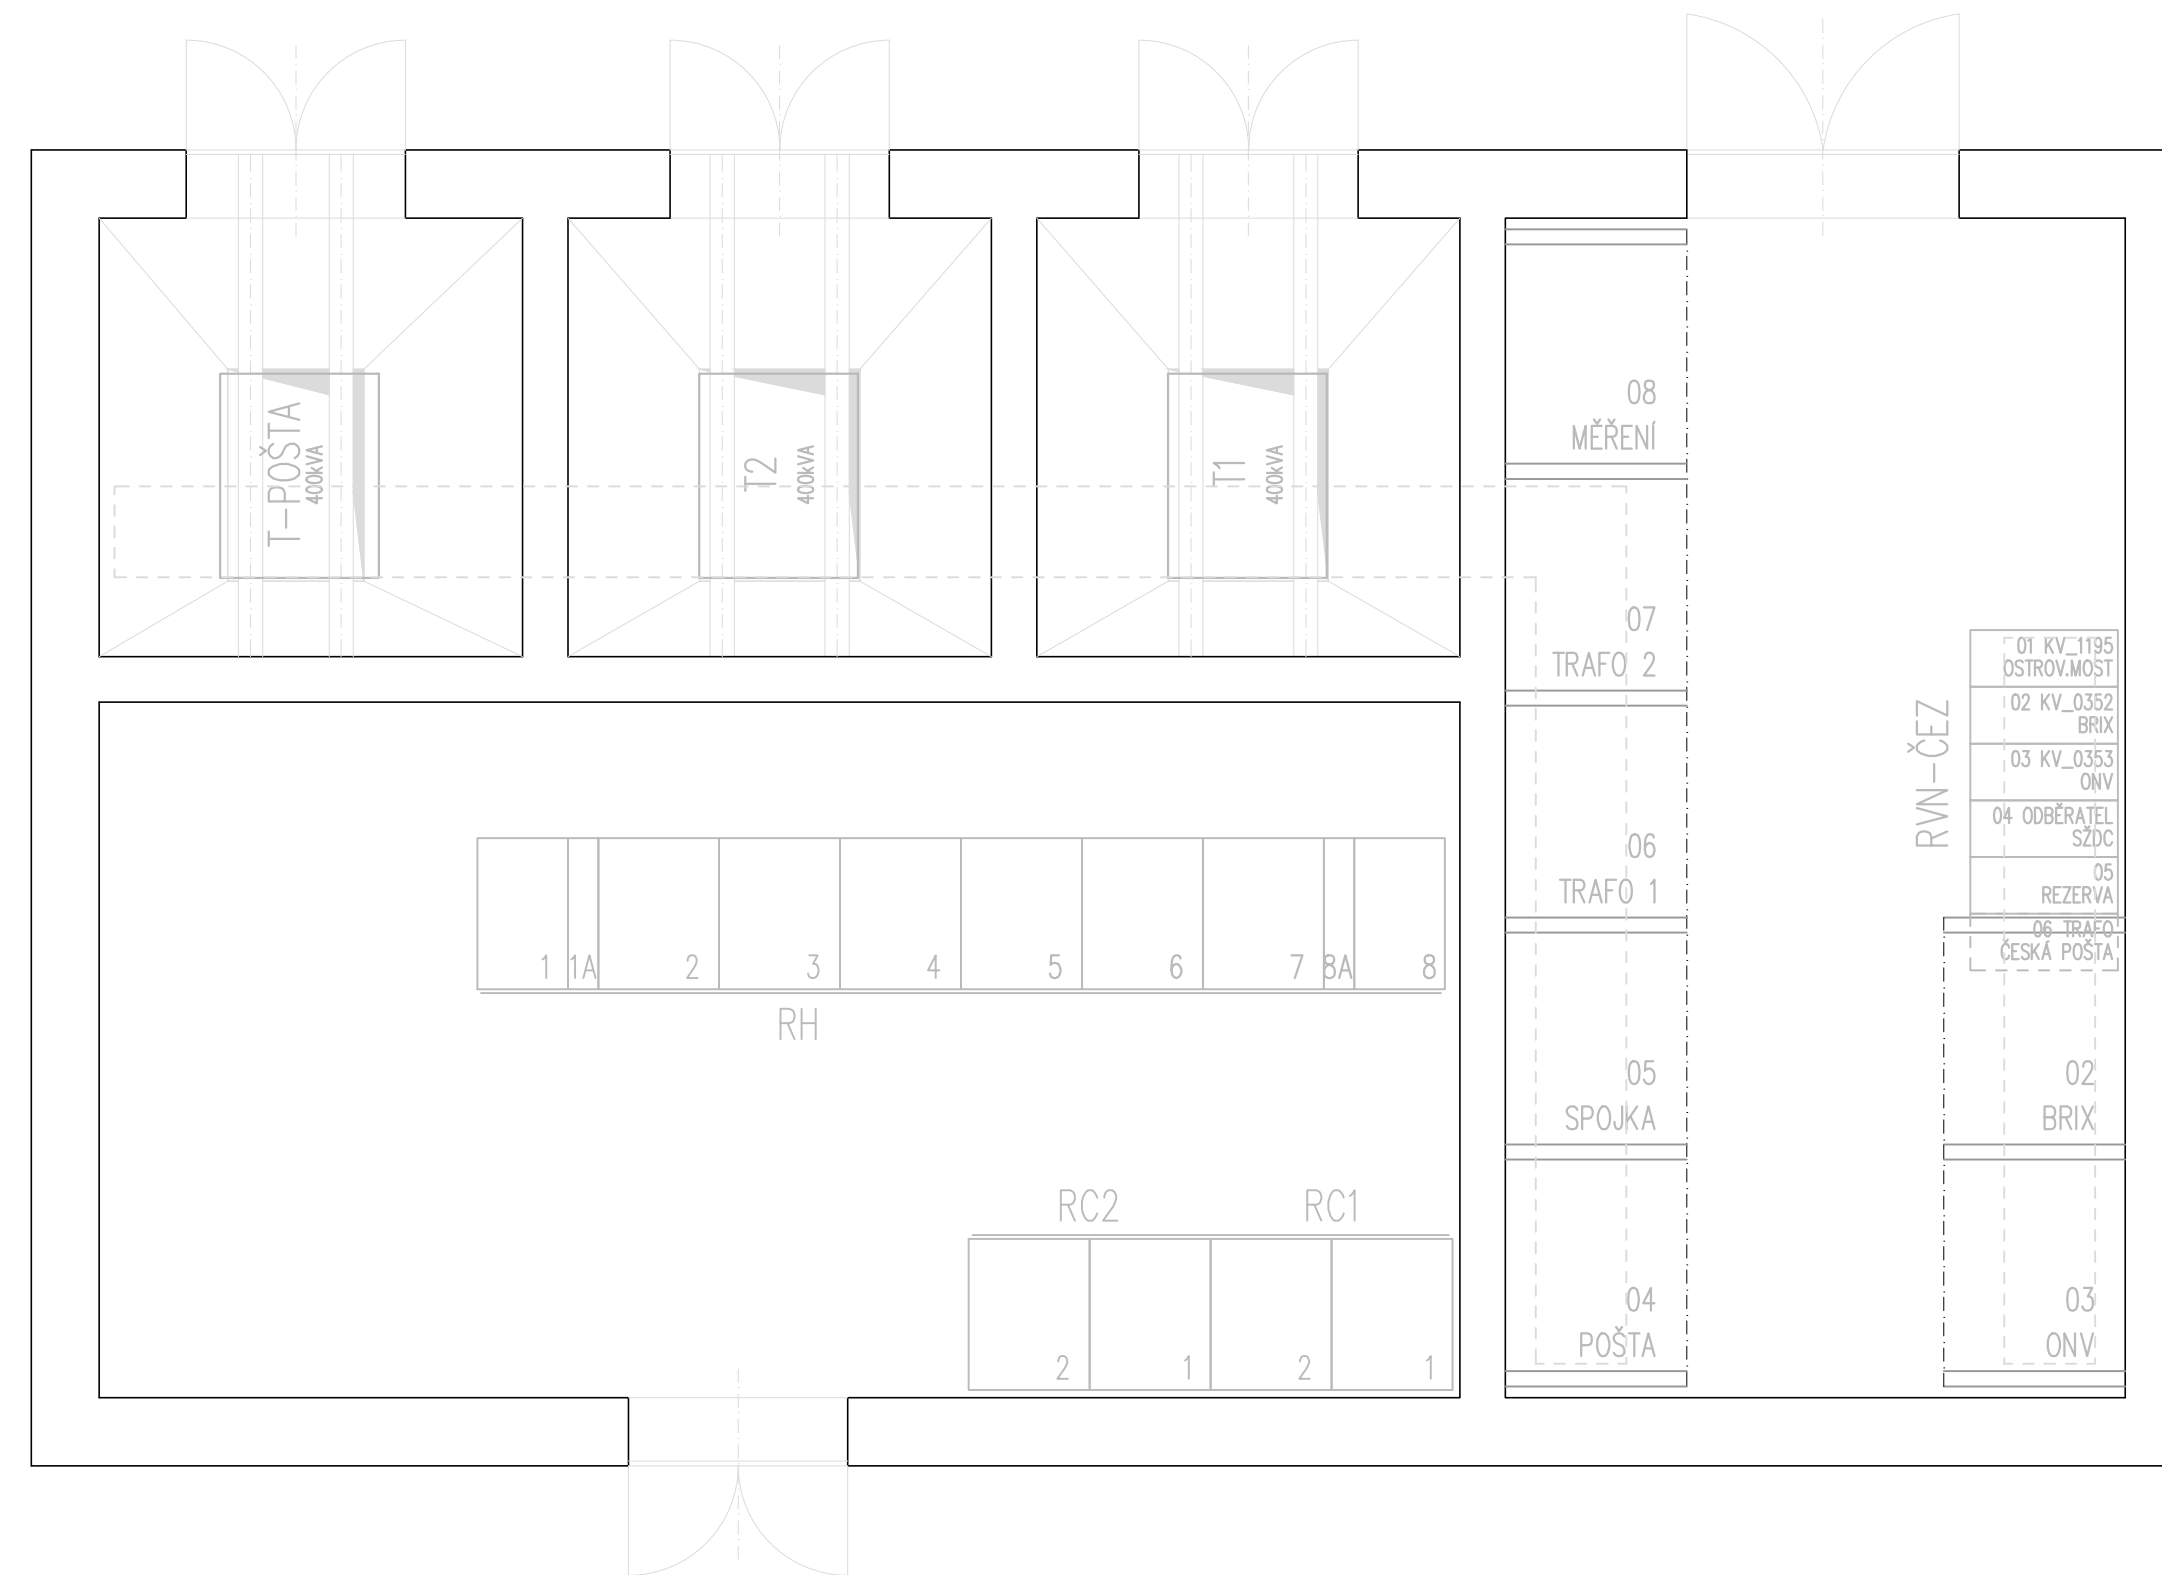 T-POŠTA
400kVA
T2
400kVA
T1
400kVA
08
MĚŘENÍ
07
TRAFO 2
06
TRAFO 1
05
SPOJKA
04
POŠTA
RVN-ČEZ
01 KV_1195
OSTROV.MOST
02 KV_0352
BRIX
03 KV_0353
ONV
04 ODBĚRATEL
SŽDC
05
REZERVA
06 TRAFO
ČESKÁ POŠTA
02
BRIX
03
ONV
1 1A 2 3 4 5 6 7 8A 8
RH
RC2 RC1
2 1 2 1